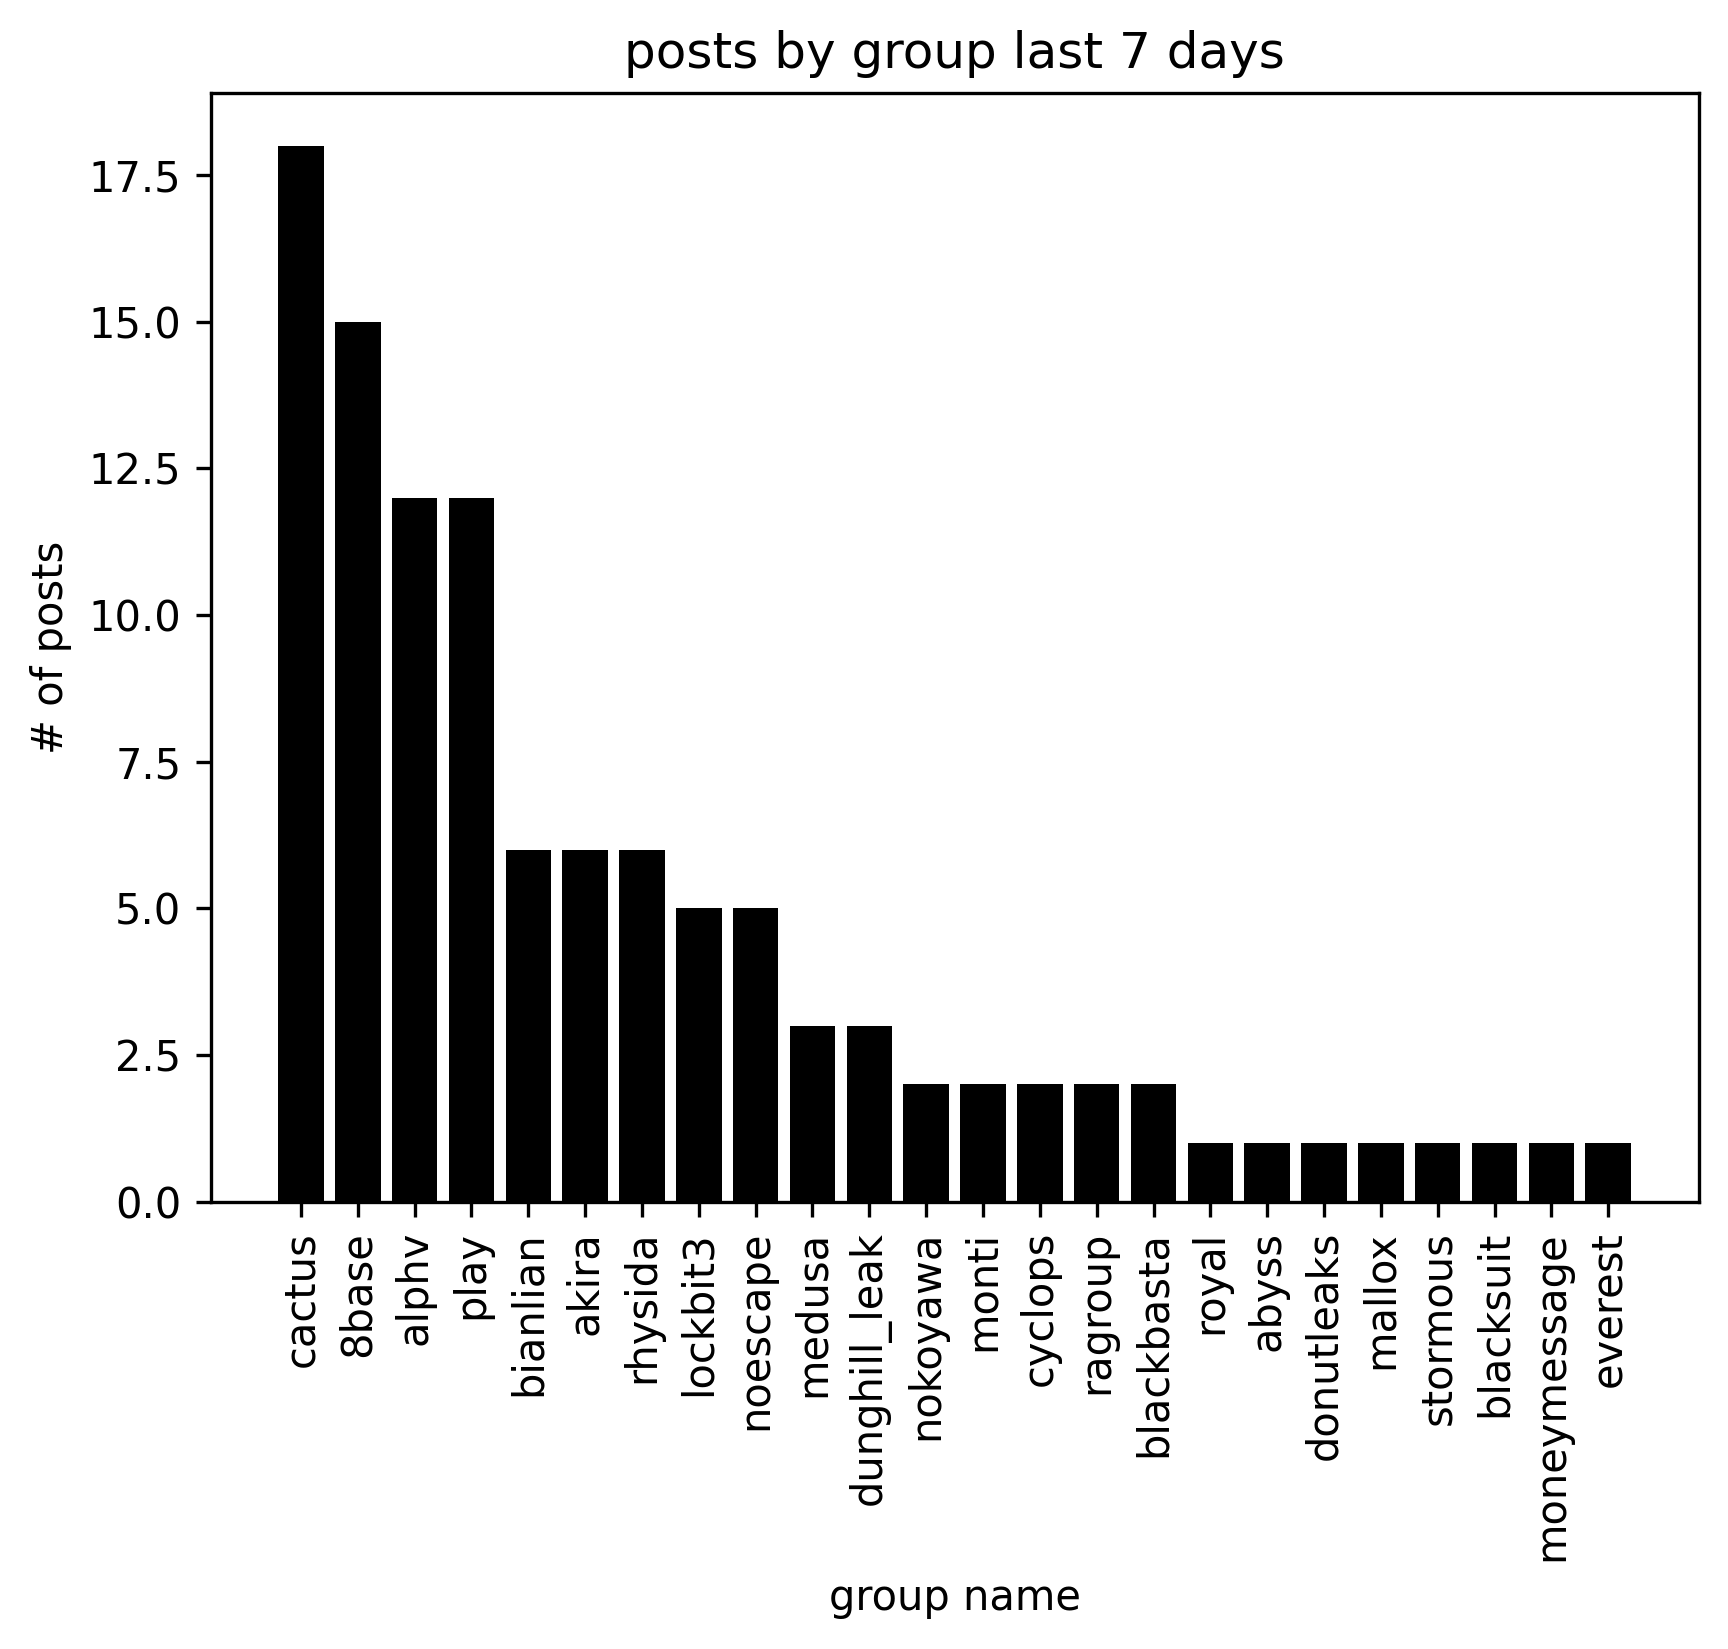 posts by group last 7 days
17.5
15.0
12.5
10.0
7.5
5.0
2.5
0.0
# of posts
cactus
8base
alphv
play
bianlian
akira
rhysida
lockbit3
noescape
medusa
dunghill_leak
nokoyawa
monti
cyclops
ragroup
blackbasta
royal
abyss
donutleaks
mallox
stormous
blacksuit
moneymessage
everest
group name